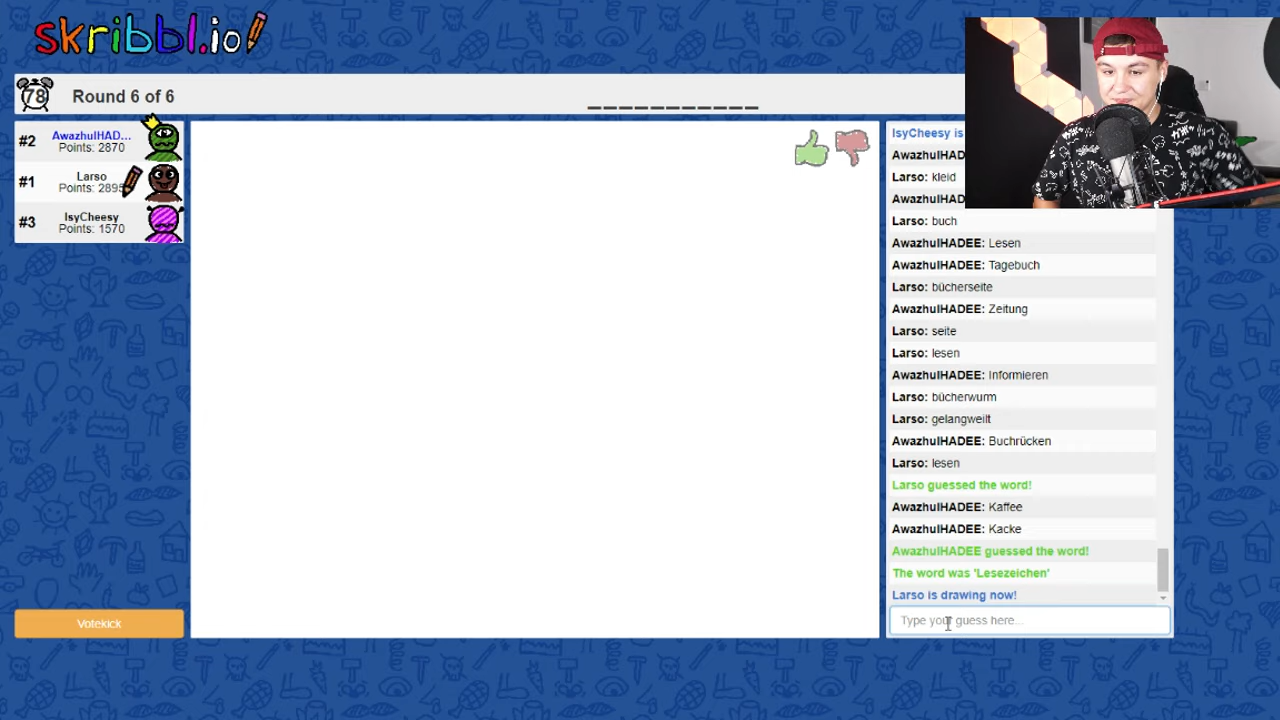 skribbl.io
78
Round 6 of 6
___________
#2
AwazhulHAD...
Points: 2870
#1
Larso
Points: 2895
#3
IsyCheesy
Points: 1570
Votekick
IsyCheesy is
AwazhulHAD
Larso: kleid
AwazhulHAD
Larso: buch
AwazhulHADEE: Lesen
AwazhulHADEE: Tagebuch
Larso: bücherseite
AwazhulHADEE: Zeitung
Larso: seite
Larso: lesen
AwazhulHADEE: Informieren
Larso: bücherwurm
Larso: gelangweilt
AwazhulHADEE: Buchrücken
Larso: lesen
Larso guessed the word!
AwazhulHADEE: Kaffee
AwazhulHADEE: Kacke
AwazhulHADEE guessed the word!
The word was 'Lesezeichen'
Larso is drawing now!
Type your guess here...